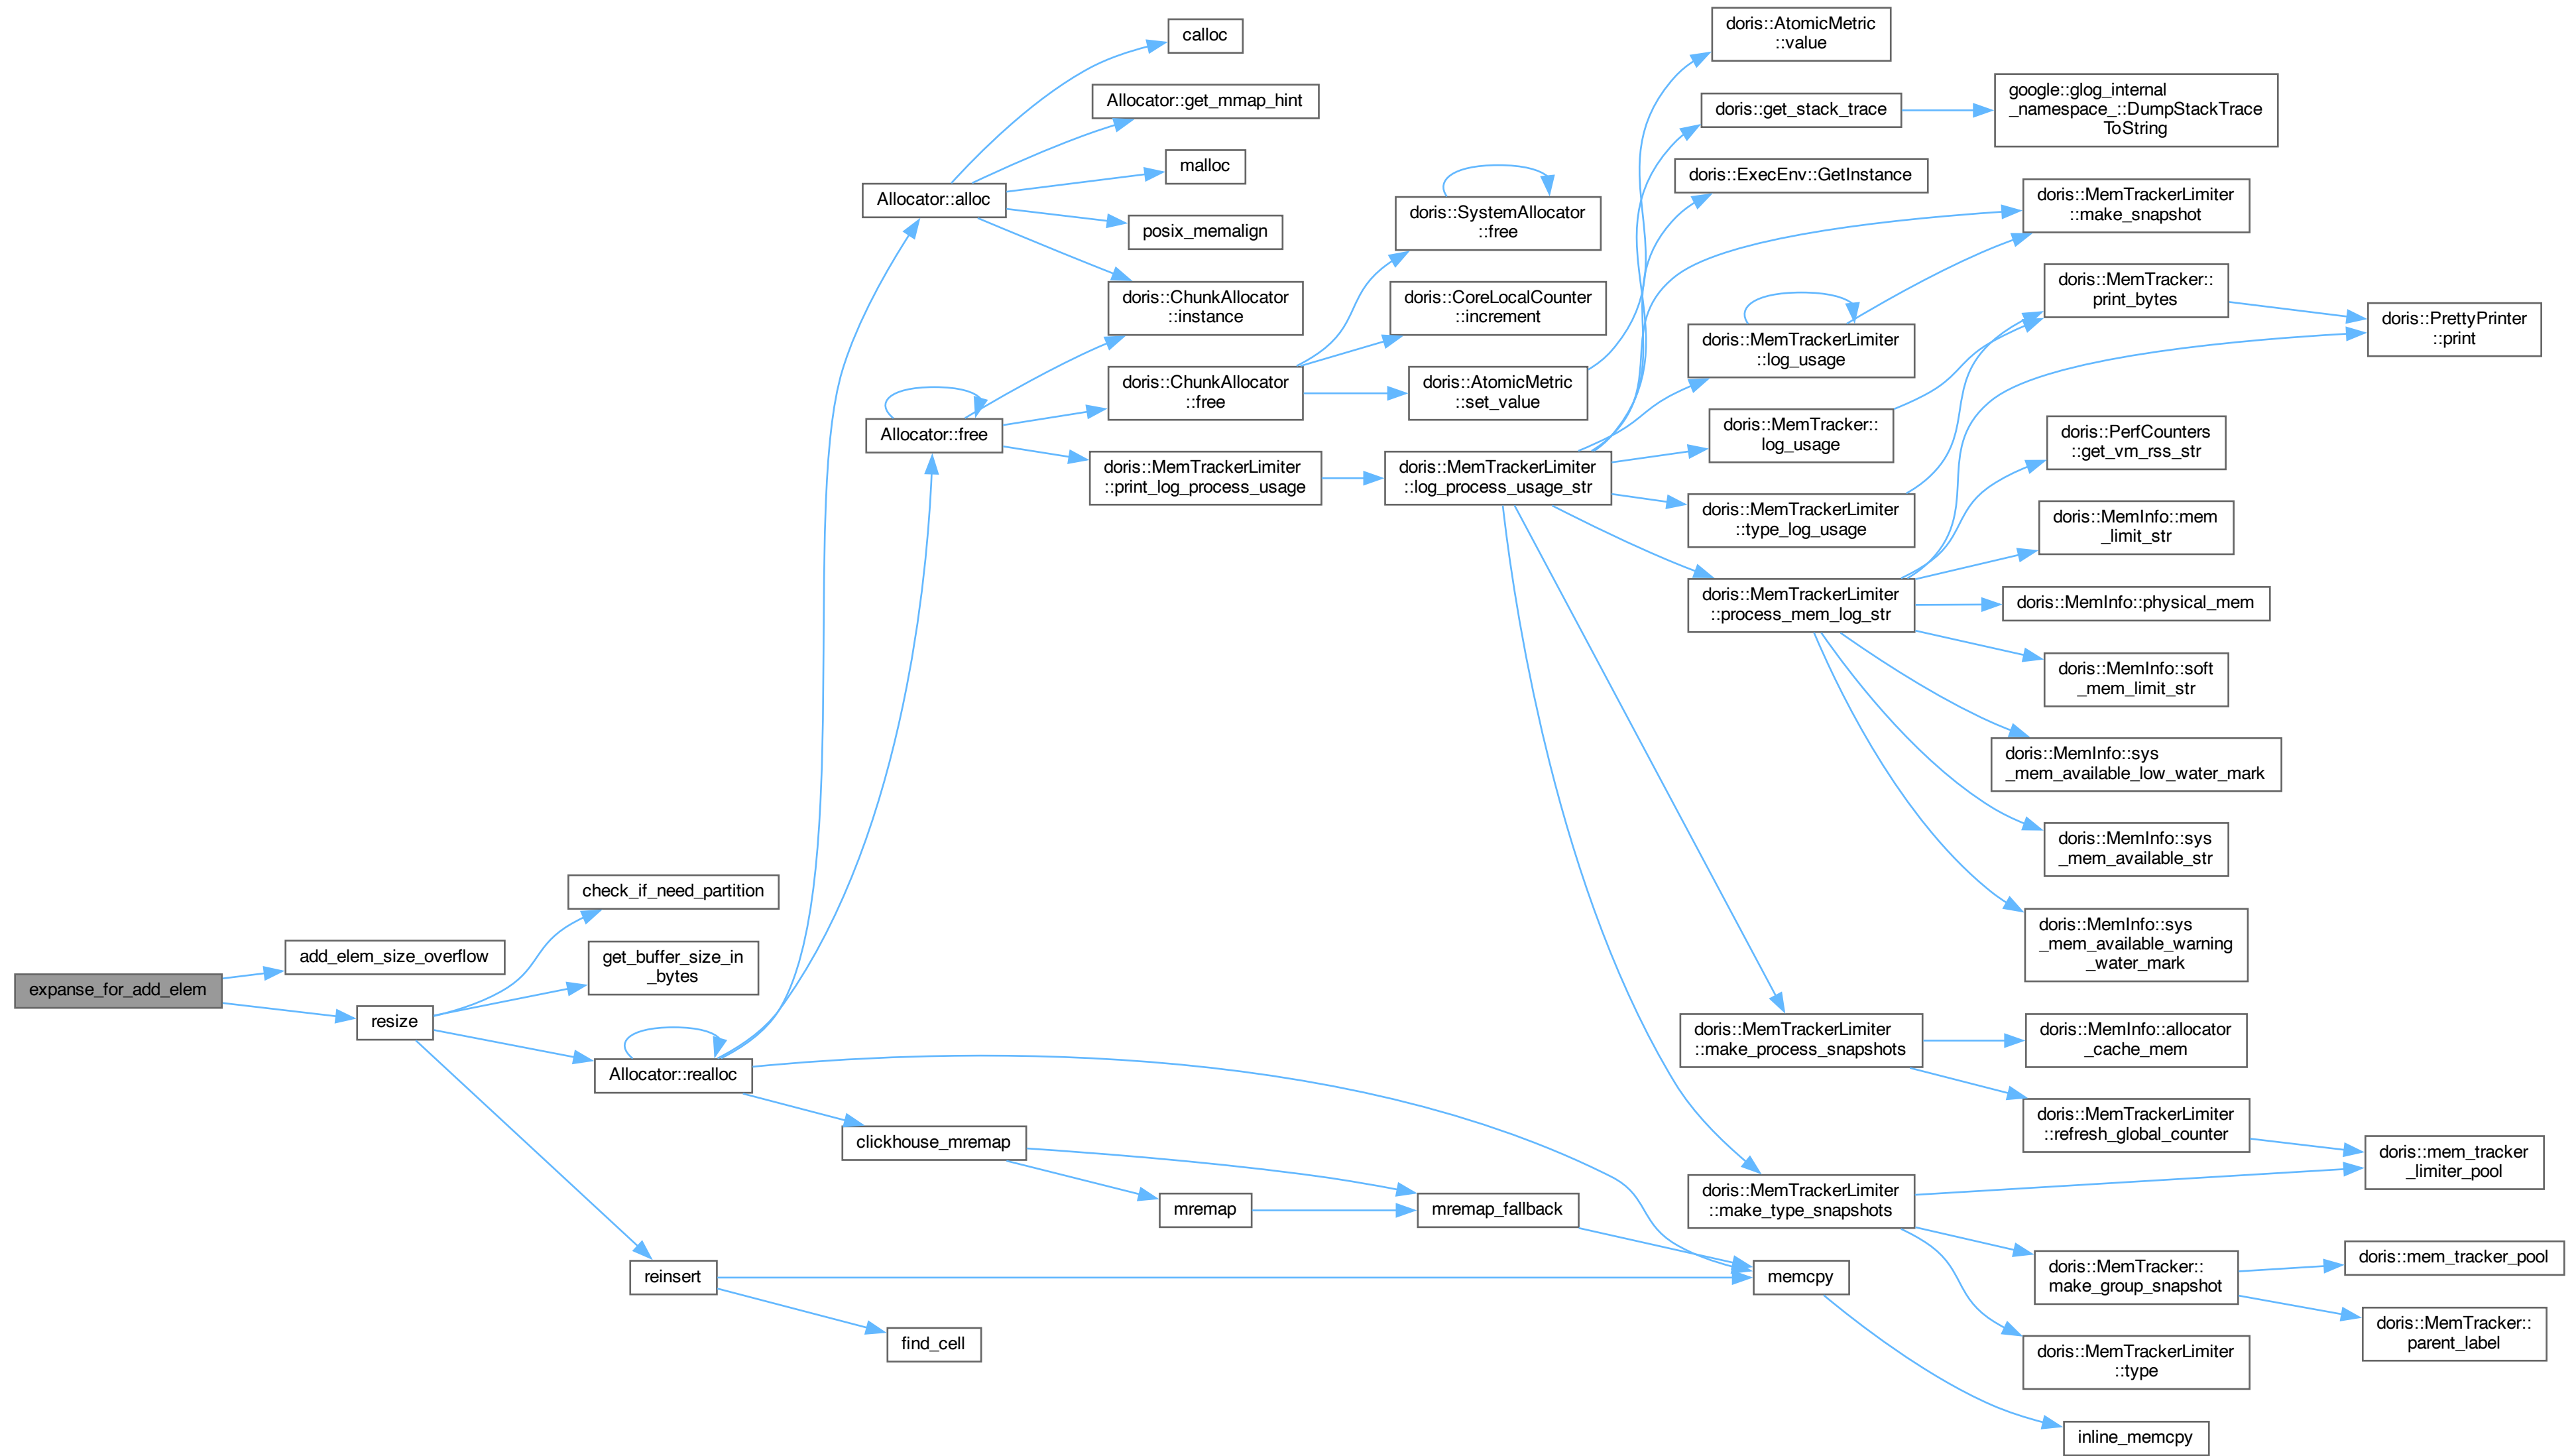 expanse_for_add_elem
add_elem_size_overflow
resize
check_if_need_partition
get_buffer_size_in
_bytes
Allocator::realloc
reinsert
Allocator::alloc
Allocator::free
clickhouse_mremap
find_cell
calloc
Allocator::get_mmap_hint
malloc
posix_memalign
doris::ChunkAllocator
::instance
doris::ChunkAllocator
::free
doris::MemTrackerLimiter
::print_log_process_usage
mremap
doris::SystemAllocator
::free
doris::CoreLocalCounter
::increment
doris::AtomicMetric
::set_value
doris::MemTrackerLimiter
::log_process_usage_str
mremap_fallback
doris::AtomicMetric
::value
doris::get_stack_trace
doris::ExecEnv::GetInstance
doris::MemTrackerLimiter
::log_usage
doris::MemTracker::
log_usage
doris::MemTrackerLimiter
::type_log_usage
doris::MemTrackerLimiter
::process_mem_log_str
doris::MemTrackerLimiter
::make_process_snapshots
doris::MemTrackerLimiter
::make_type_snapshots
memcpy
google::glog_internal
_namespace_::DumpStackTrace
ToString
doris::MemTrackerLimiter
::make_snapshot
doris::MemTracker::
print_bytes
doris::PerfCounters
::get_vm_rss_str
doris::MemInfo::mem
_limit_str
doris::MemInfo::physical_mem
doris::MemInfo::soft
_mem_limit_str
doris::MemInfo::sys
_mem_available_low_water_mark
doris::MemInfo::sys
_mem_available_str
doris::MemInfo::sys
_mem_available_warning
_water_mark
doris::MemInfo::allocator
_cache_mem
doris::MemTrackerLimiter
::refresh_global_counter
doris::MemTracker::
make_group_snapshot
doris::MemTrackerLimiter
::type
inline_memcpy
doris::PrettyPrinter
::print
doris::mem_tracker
_limiter_pool
doris::mem_tracker_pool
doris::MemTracker::
parent_label